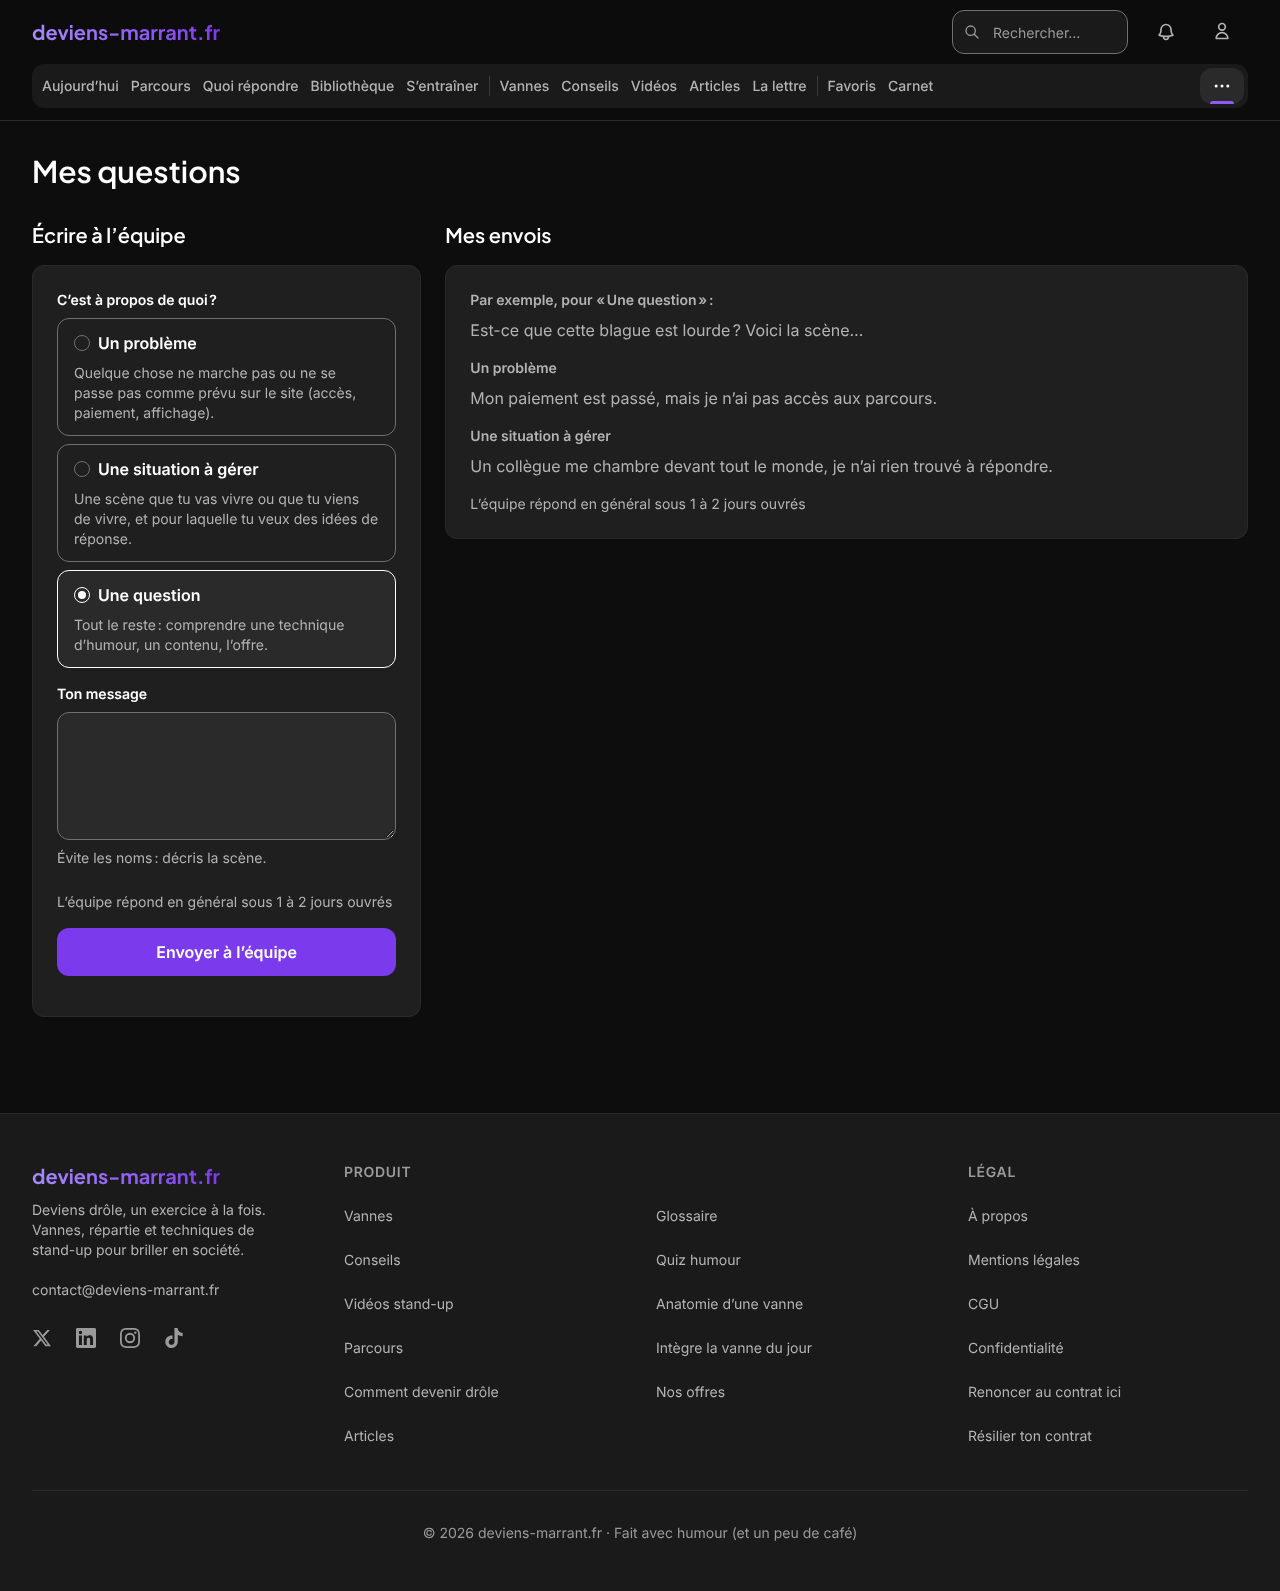 deviens-marrant.fr
Rechercher...
Aujourd’hui Parcours Quoi répondre Bibliothèque S’entraîner Vannes Conseils Vidéos Articles La lettre Favoris Carnet
Mes questions
Écrire à l’équipe
C’est à propos de quoi ?
Un problème
Quelque chose ne marche pas ou ne se
passe pas comme prévu sur le site (accès,
paiement, affichage).
Une situation à gérer
Une scène que tu vas vivre ou que tu viens
de vivre, et pour laquelle tu veux des idées de
réponse.
Une question
Tout le reste : comprendre une technique
d’humour, un contenu, l’offre.
Ton message
Évite les noms : décris la scène.
L’équipe répond en général sous 1 à 2 jours ouvrés
Envoyer à l’équipe
Mes envois
Par exemple, pour « Une question » :
Est-ce que cette blague est lourde ? Voici la scène…
Un problème
Mon paiement est passé, mais je n’ai pas accès aux parcours.
Une situation à gérer
Un collègue me chambre devant tout le monde, je n’ai rien trouvé à répondre.
L’équipe répond en général sous 1 à 2 jours ouvrés
deviens-marrant.fr
Deviens drôle, un exercice à la fois.
Vannes, répartie et techniques de
stand-up pour briller en société.
contact@deviens-marrant.fr
PRODUIT
Vannes
Conseils
Vidéos stand-up
Parcours
Comment devenir drôle
Articles
Glossaire
Quiz humour
Anatomie d’une vanne
Intègre la vanne du jour
Nos offres
LÉGAL
À propos
Mentions légales
CGU
Confidentialité
Renoncer au contrat ici
Résilier ton contrat
© 2026 deviens-marrant.fr · Fait avec humour (et un peu de café)